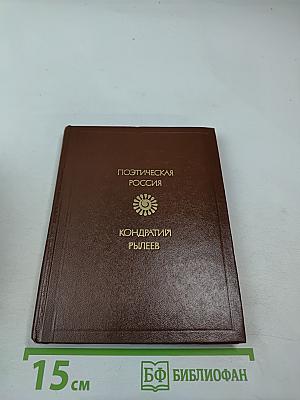 ПОЭТИЧЕСКАЯ
РОССИЯ
КОНДРАТИЙ
РЫЛЕЕВ
15 см
БФ БИБЛИОФАН